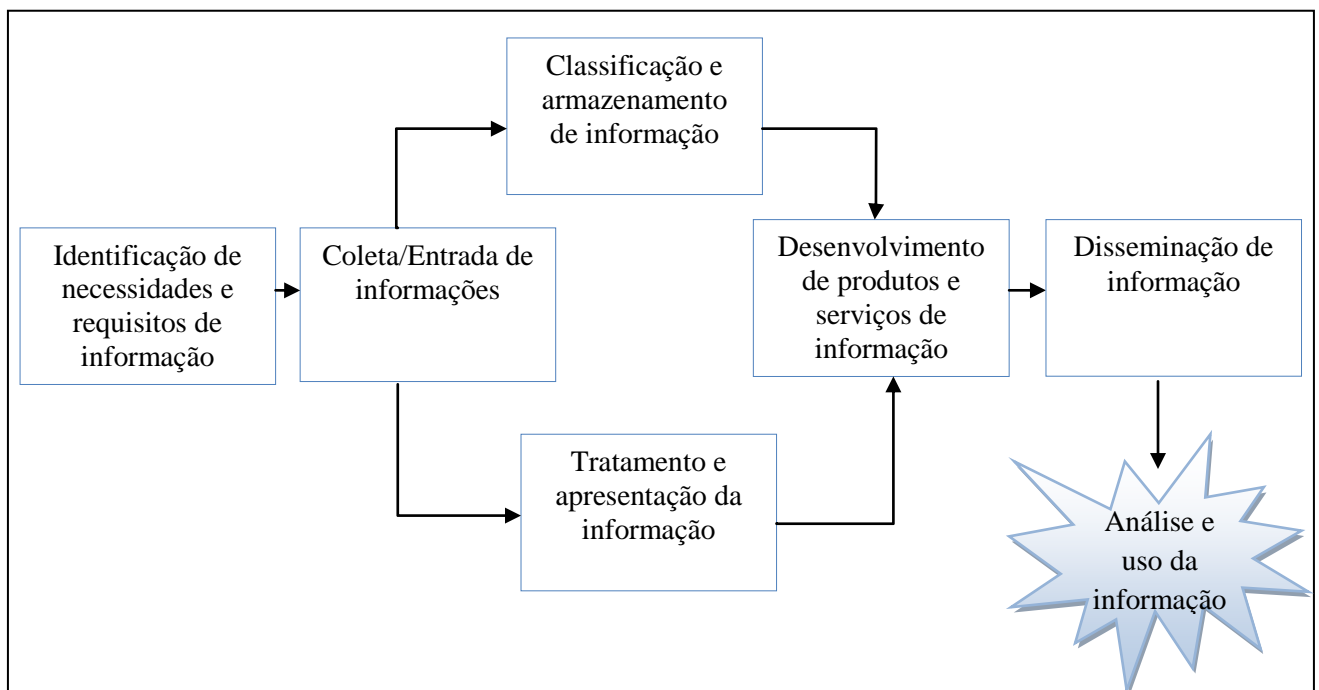 Identificação de
necessidades e
requisitos de
informação
Coleta/Entrada de
informações
Classificação e
armazenamento
de informação
Tratamento e
apresentação da
informação
Desenvolvimento
de produtos e
serviços de
informação
Disseminação de
informação
Análise e
uso da
informação